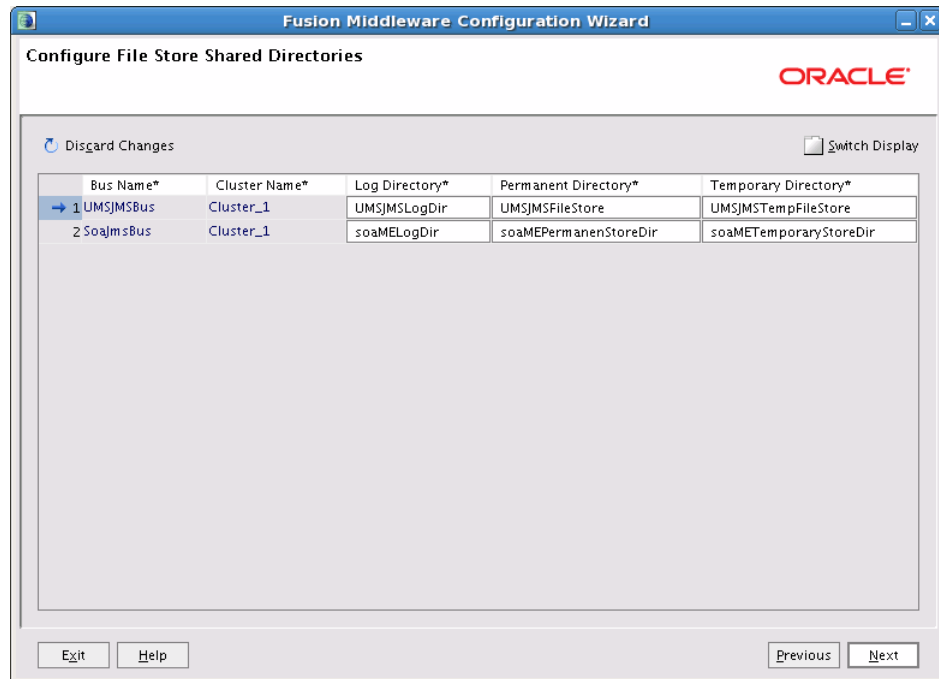 Fusion Middleware Configuration Wizard
Configure File Store Shared Directories
ORACLE
Discard Changes Switch Display
Bus Name* Cluster Name* Log Directory* Permanent Directory* Temporary Directory*
1 UMSJMSBus Cluster_1 UMSJMSLogDir UMSJMSFileStore UMSJMSTempFileStore
2 SoaJmsBus Cluster_1 soaMELogDir soaMEPermanenStoreDir soaMETemporaryStoreDir
Exit Help Previous Next